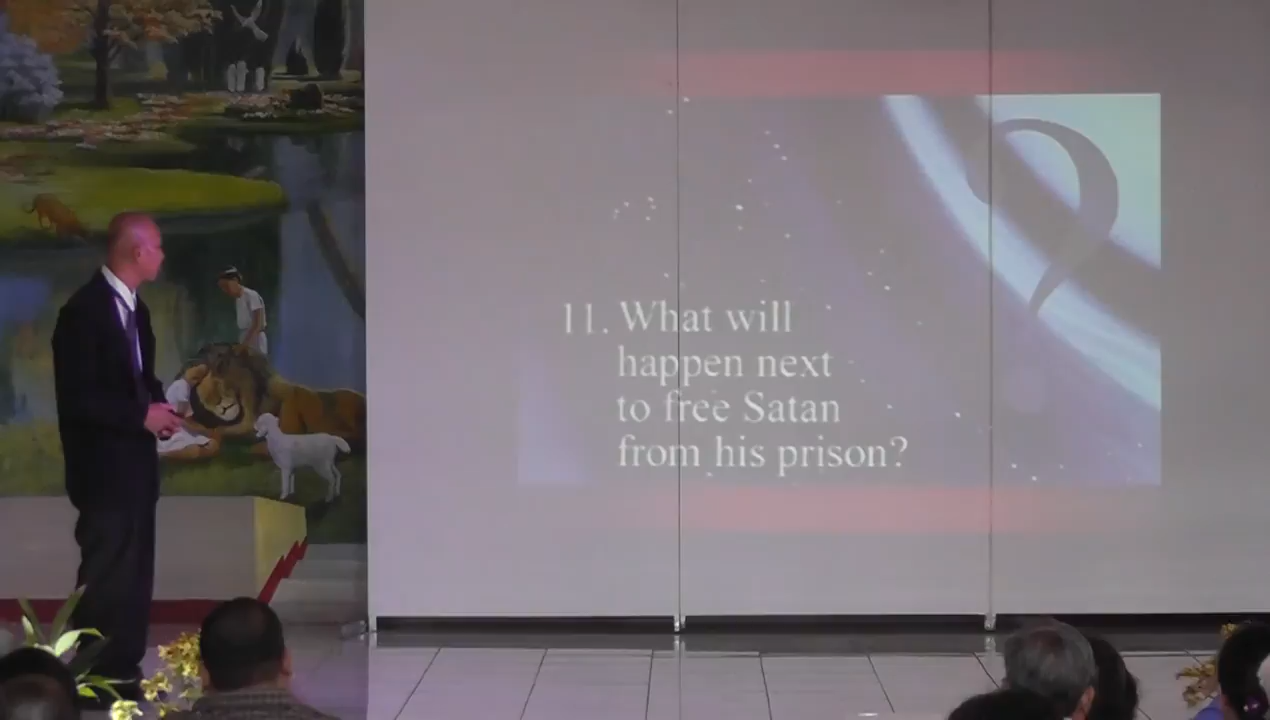 11. What will
happen next
to free Satan
from his prison?